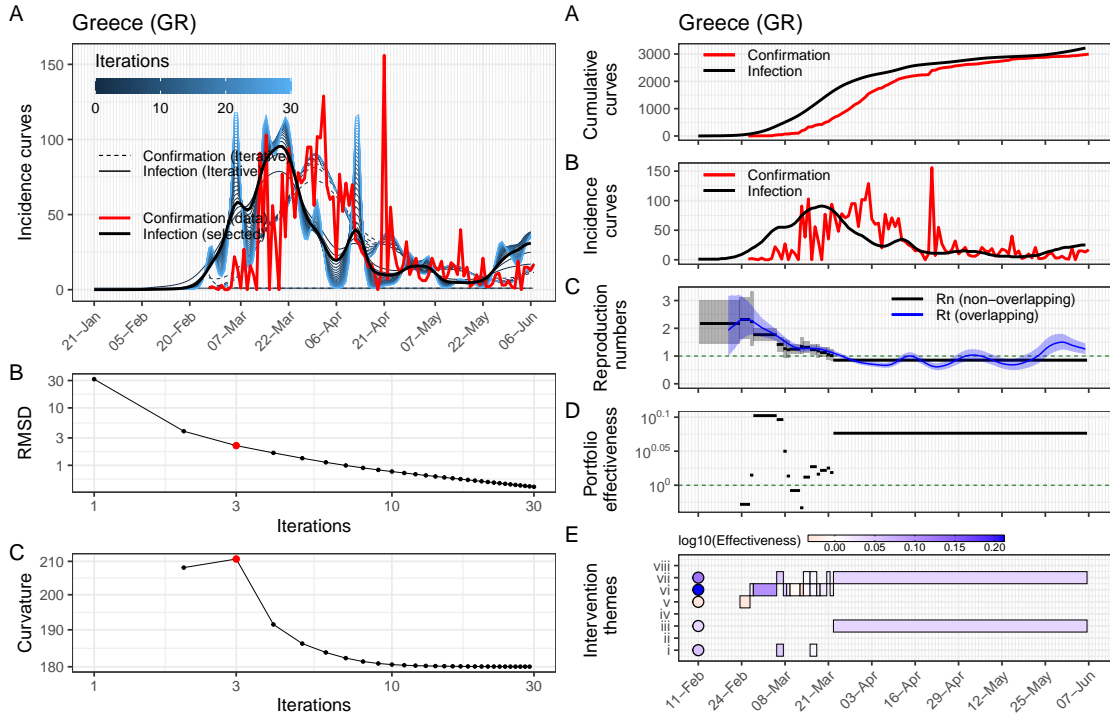 A
Greece (GR)
Iterations
0 10 20 30
Confirmation (Iterative)
Infection (Iterative)
Confirmation (data)
Infection (selected)
Incidence curves
150
100
50
0
21−Jan
05−Feb
20−Feb
07−Mar
22−Mar
06−Apr
21−Apr
07−May
22−May
06−Jun
B
RMSD
30
10
3
1
1 3 10 30
Iterations
C
Curvature
210
200
190
180
1 3 10 30
Iterations
A
Greece (GR)
Cumulative
curves
3000
2000
1000
0
Confirmation
Infection
B
Incidence
curves
150
100
50
0
Confirmation
Infection
C
Reproduction
numbers
3
2
1
0
Rn (non−overlapping)
Rt (overlapping)
D
Portfolio
effectiveness
10^0.1
10^0.05
10^0
E
log10(Effectiveness)
0.00 0.05 0.10 0.15 0.20
Intervention
themes
viii
vii
vi
v
iv
iii
ii
i
11−Feb
24−Feb
08−Mar
21−Mar
03−Apr
16−Apr
29−Apr
12−May
25−May
07−Jun